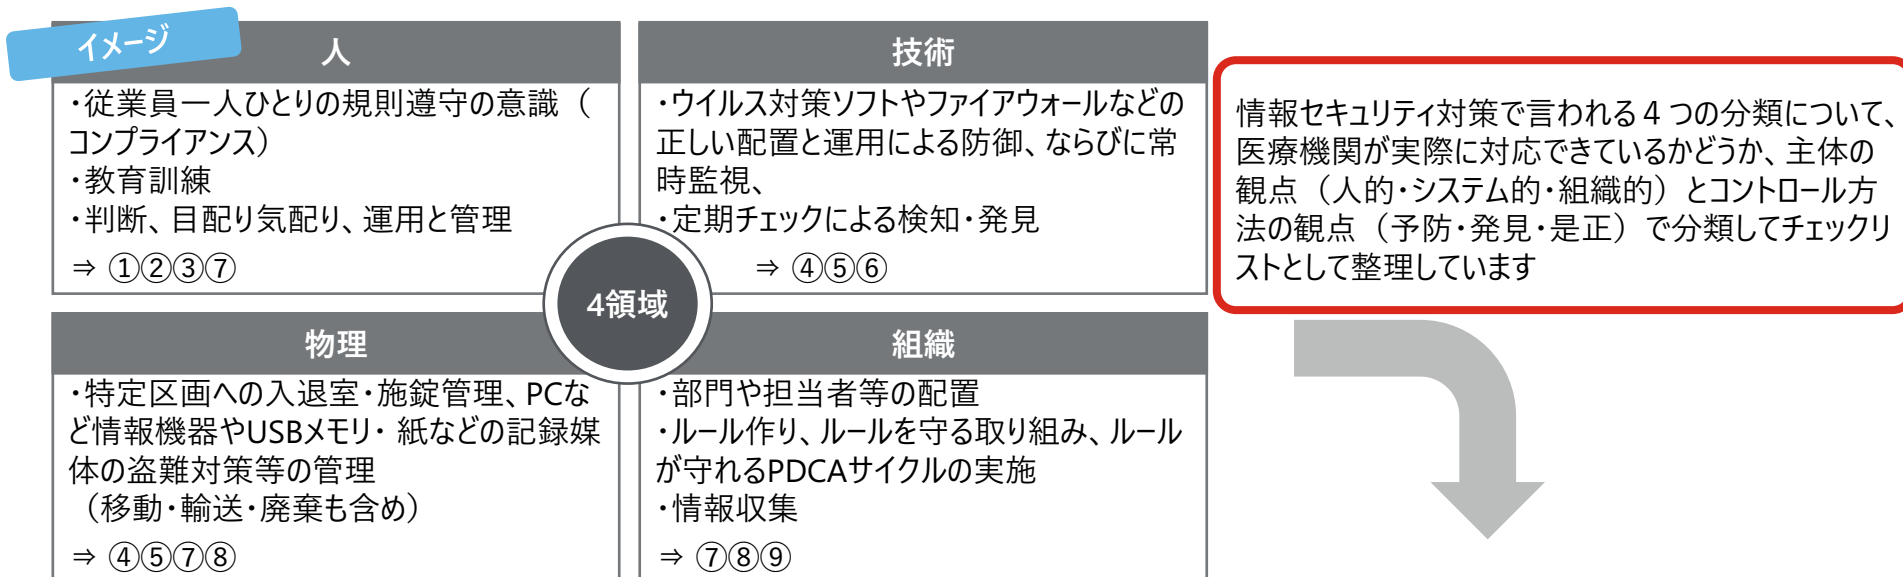 イメージ
人
・従業員一人ひとりの規則遵守の意識（
コンプライアンス）
・教育訓練
・判断、目配り気配り、運用と管理
⇒ ①②③⑦
技術
・ウイルス対策ソフトやファイアウォールなどの
正しい配置と運用による防御、ならびに常
時監視、
・定期チェックによる検知・発見
⇒ ④⑤⑥
4領域
物理
・特定区画への入退室・施錠管理、PCな
ど情報機器やUSBメモリ・ 紙などの記録媒
体の盗難対策等の管理
（移動・輸送・廃棄も含め）
⇒ ④⑤⑦⑧
組織
・部門や担当者等の配置
・ルール作り、ルールを守る取り組み、ルール
が守れるPDCAサイクルの実施
・情報収集
⇒ ⑦⑧⑨
情報セキュリティ対策で言われる４つの分類について、
医療機関が実際に対応できているかどうか、主体の
観点（人的・システム的・組織的）とコントロール方
法の観点（予防・発見・是正）で分類してチェックリ
ストとして整理しています